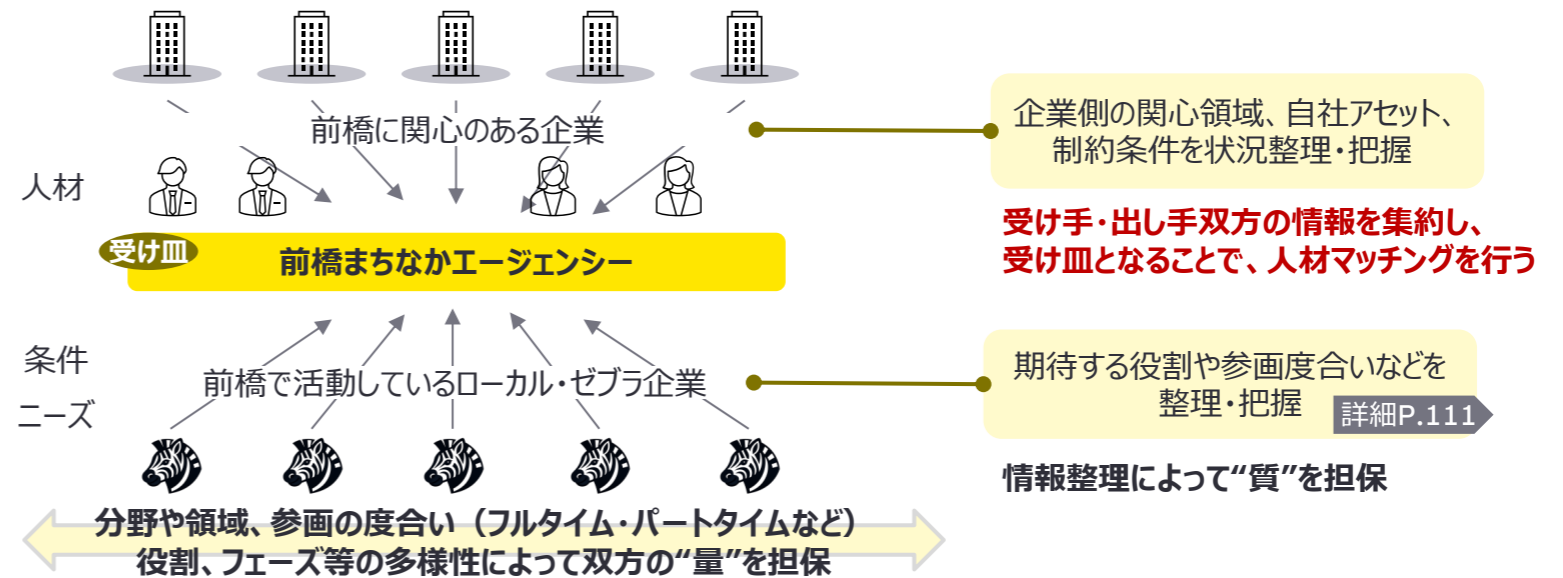 前橋に関心のある企業
人材
受け皿
前橋まちなかエージェンシー
条件
ニーズ
前橋で活動しているローカル・ゼブラ企業
分野や領域、参画の度合い（フルタイム・パートタイムなど）
役割、フェーズ等の多様性によって双方の“量”を担保
企業側の関心領域、自社アセット、
制約条件を状況整理・把握
受け手・出し手双方の情報を集約し、
受け皿となることで、人材マッチングを行う
期待する役割や参画度合いなどを
整理・把握
詳細P.111
情報整理によって“質”を担保